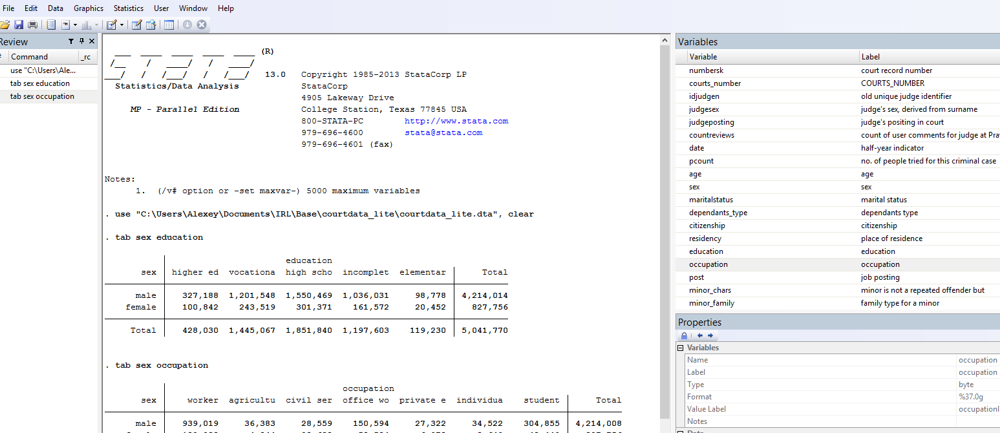 File Edit Data Graphics Statistics User Window Help
Review
Command _rc
use "C:\Users\Ale...
tab sex education
tab sex occupation
(R)
13.0 Copyright 1985-2013 StataCorp LP
Statistics/Data Analysis StataCorp
4905 Lakeway Drive
MP - Parallel Edition College Station, Texas 77845 USA
800-STATA-PC http://www.stata.com
979-696-4600 stata@stata.com
979-696-4601 (fax)
Notes:
1. (/v# option or -set maxvar-) 5000 maximum variables
. use "C:\Users\Alexey\Documents\IRL\Base\courtdata_lite\courtdata_lite.dta", clear
. tab sex education
education
sex higher ed vocationa high scho incomplet elementar Total
male 327,188 1,201,548 1,550,469 1,036,031 98,778 4,214,014
female 100,842 243,519 301,371 161,572 20,452 827,756
Total 428,030 1,445,067 1,851,840 1,197,603 119,230 5,041,770
. tab sex occupation
occupation
sex worker agricultu civil ser office wo private e individua student Total
male 939,019 36,383 28,559 150,594 27,322 34,522 304,855 4,214,008
Variables
Variable Label
numbersk court record number
courts_number COURTS_NUMBER
idjudgen old unique judge identifier
judgesex judge's sex, derived from surname
judgeposting judge's positing in court
countreviews count of user comments for judge at Pra
date half-year indicator
pcount no. of people tried for this criminal case
age age
sex sex
maritalstatus marital status
dependants_type dependants type
citizenship citizenship
residency place of residence
education education
occupation occupation
post job posting
minor_chars minor is not a repeated offender but
minor_family family type for a minor
Properties
Variables
Name occupation
Label occupation
Type byte
Format %37.0g
Value Label occupationl
Notes